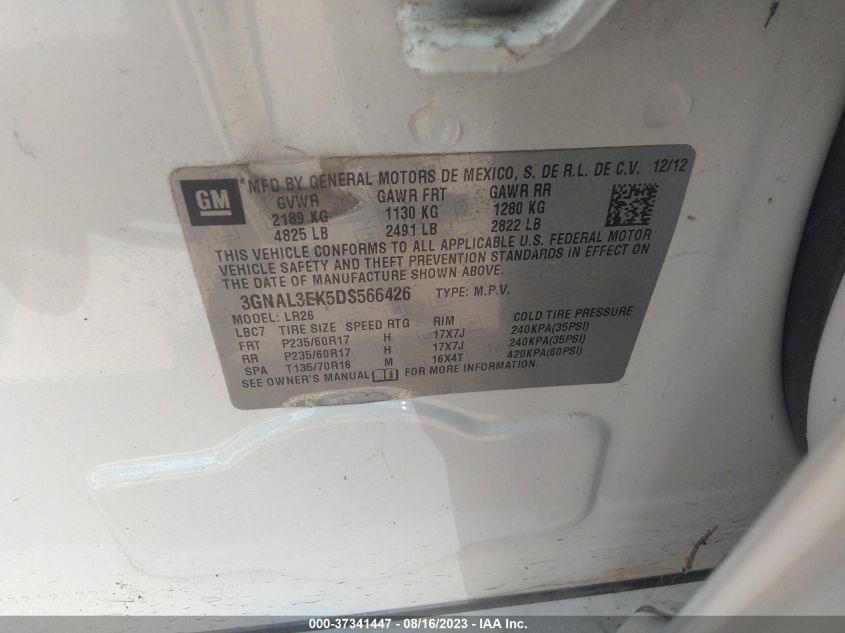 GM
MFD BY GENERAL MOTORS DE MEXICO, S. DE R.L. DE C.V. 12/12
GVWR GAWR FRT GAWR RR
2189 KG 1130 KG 1280 KG
4825 LB 2491 LB 2822 LB
THIS VEHICLE CONFORMS TO ALL APPLICABLE U.S. FEDERAL MOTOR
VEHICLE SAFETY AND THEFT PREVENTION STANDARDS IN EFFECT ON
THE DATE OF MANUFACTURE SHOWN ABOVE.
3GNAL3EK5DS566426 TYPE: M.P.V.
MODEL: LR26
LBC7 TIRE SIZE SPEED RTG RIM COLD TIRE PRESSURE
FRT P235/60R17 H 17X7J 240KPA(35PSI)
RR P235/60R17 H 17X7J 240KPA(35PSI)
SPA T135/70R16 M 16X4T 420KPA(60PSI)
SEE OWNER'S MANUAL FOR MORE INFORMATION.
000-37341447 - 08/16/2023 - IAA Inc.